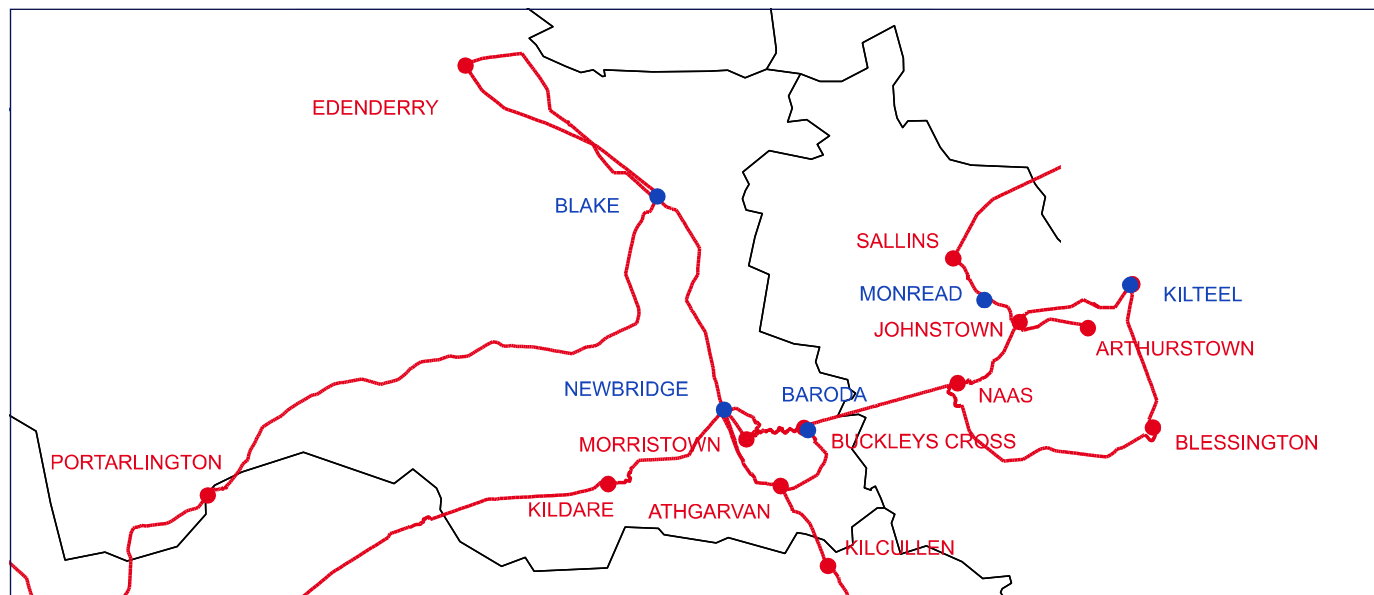 EDENDERRY
BLAKE
SALLINS
MONREAD
KILTEEL
JOHNSTOWN
ARTHURSTOWN
NEWBRIDGE
BARODA
NAAS
MORRISTOWN
BUCKLEYS CROSS
BLESSINGTON
PORTARLINGTON
KILDARE
ATHGARVAN
KILCULLEN